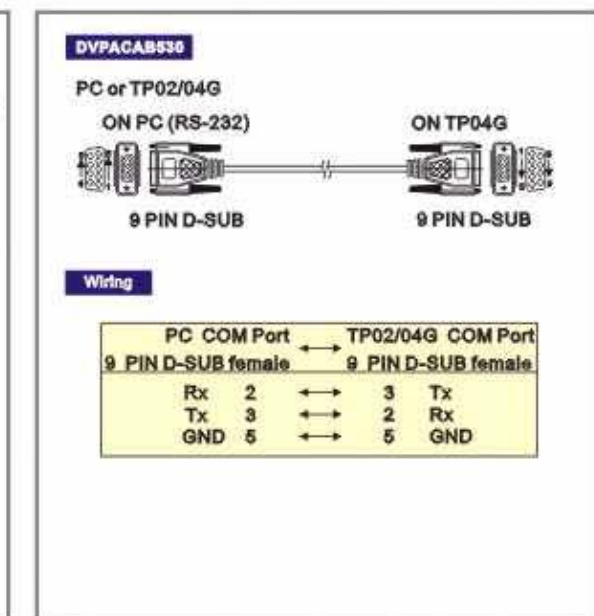 DVPACAB530
PC or TP02/04G
ON PC (RS-232) ON TP04G
9 PIN D-SUB 9 PIN D-SUB
Wiring
PC COM Port TP02/04G COM Port
9 PIN D-SUB female 9 PIN D-SUB female
Rx 2 3 Tx
Tx 3 2 Rx
GND 5 5 GND